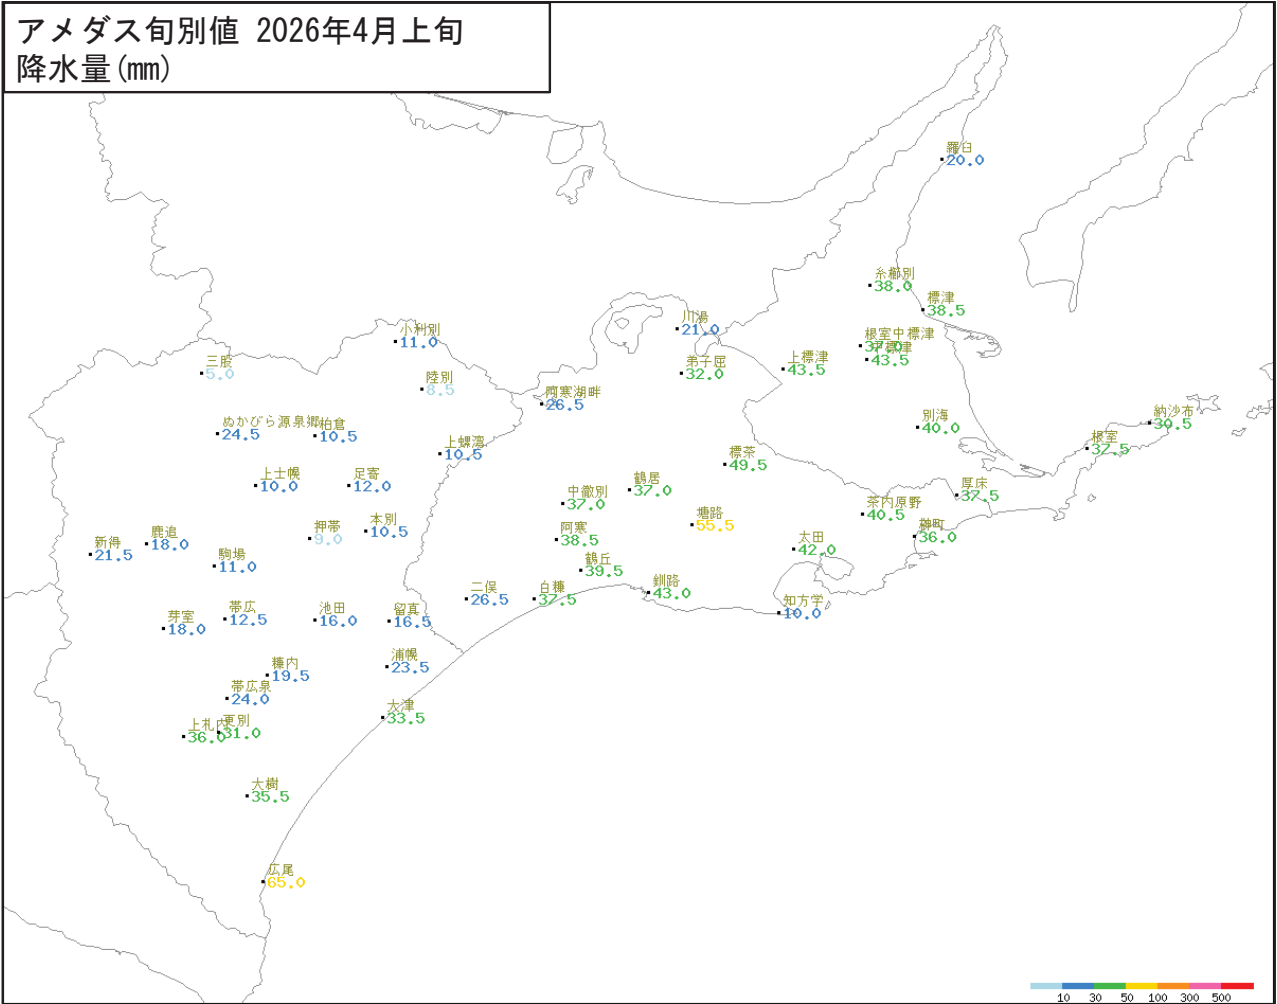 アメダス旬別値 2026年4月上旬
降水量(mm)
羅臼
20.0
糸櫛別
38.0
標津
38.5
川湯
21.0
小利別
11.0
根室中標津
37.0
中標津
43.5
上標津
43.5
三股
5.0
弟子屈
32.0
陸別
8.5
阿寒湖畔
26.5
納沙布
30.5
別海
40.0
ぬかびら源泉郷
24.5
柏倉
10.5
根室
37.5
上螺湾
10.5
標茶
49.5
上士幌
10.0
足寄
12.0
鶴居
37.0
厚床
37.5
中徹別
37.0
茶内原野
40.5
塘路
55.5
本別
10.5
押帯
9.0
阿寒
38.5
榊町
36.0
鹿追
18.0
新得
21.5
太田
42.0
駒場
11.0
鶴丘
39.5
釧路
43.0
二俣
26.5
白糠
37.5
知方学
10.0
帯広
12.5
池田
16.0
留真
16.5
芽室
18.0
浦幌
23.5
糠内
19.5
帯広泉
24.0
大津
33.5
上札内
36.0
更別
31.0
大樹
35.5
広尾
65.0
10 30 50 100 300 500